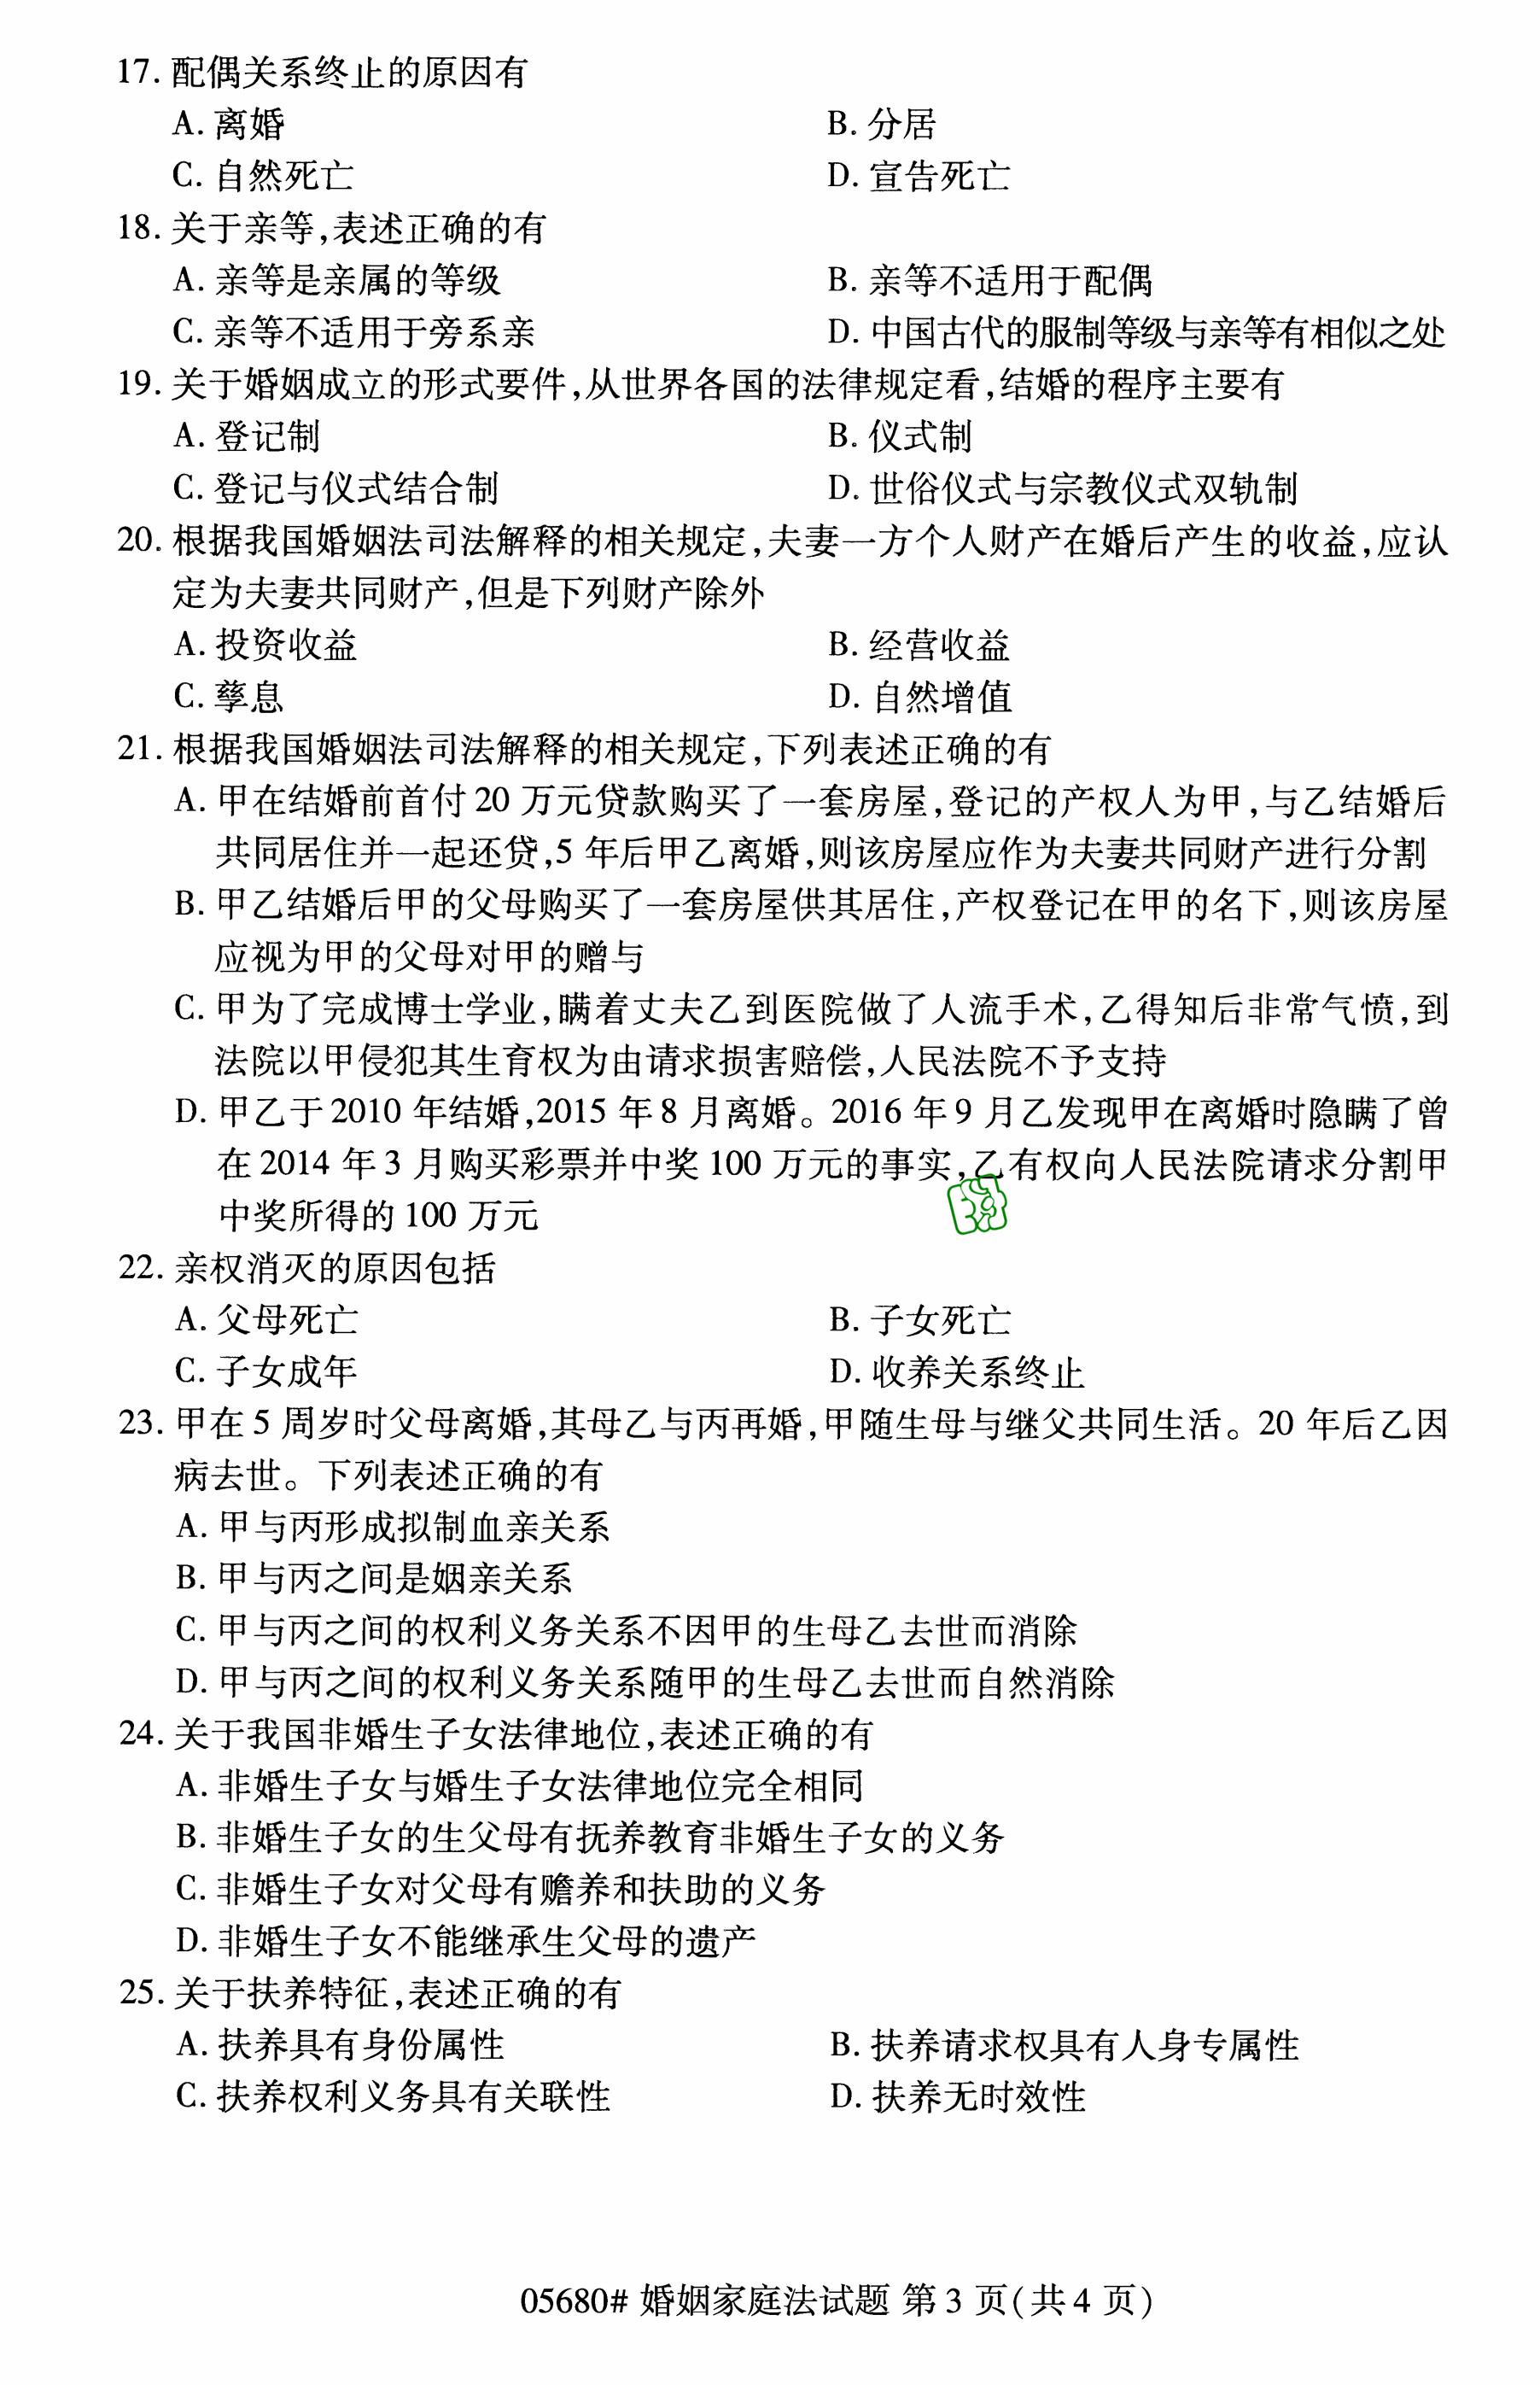 17. 配偶关系终止的原因有
A. 离婚 B. 分居
C. 自然死亡 D. 宣告死亡
18. 关于亲等,表述正确的有
A. 亲等是亲属的等级 B. 亲等不适用于配偶
C. 亲等不适用于旁系亲 D. 中国古代的服制等级与亲等有相似之处
19. 关于婚姻成立的形式要件,从世界各国的法律规定看,结婚的程序主要有
A. 登记制 B. 仪式制
C. 登记与仪式结合制 D. 世俗仪式与宗教仪式双轨制
20. 根据我国婚姻法司法解释的相关规定,夫妻一方个人财产在婚后产生的收益,应认
定为夫妻共同财产,但是下列财产除外
A. 投资收益 B. 经营收益
C. 孳息 D. 自然增值
21. 根据我国婚姻法司法解释的相关规定,下列表述正确的有
A. 甲在结婚前首付 20 万元贷款购买了一套房屋,登记的产权人为甲,与乙结婚后
共同居住并一起还贷,5 年后甲乙离婚,则该房屋应作为夫妻共同财产进行分割
B. 甲乙结婚后甲的父母购买了一套房屋供其居住,产权登记在甲的名下,则该房屋
应视为甲的父母对甲的赠与
C. 甲为了完成博士学业,瞒着丈夫乙到医院做了人流手术,乙得知后非常气愤,到
法院以甲侵犯其生育权为由请求损害赔偿,人民法院不予支持
D. 甲乙于 2010 年结婚,2015 年 8 月离婚。2016 年 9 月乙发现甲在离婚时隐瞒了曾
在 2014 年 3 月购买彩票并中奖 100 万元的事实,乙有权向人民法院请求分割甲
中奖所得的 100 万元
22. 亲权消灭的原因包括
A. 父母死亡 B. 子女死亡
C. 子女成年 D. 收养关系终止
23. 甲在 5 周岁时父母离婚,其母乙与丙再婚,甲随生母与继父共同生活。20 年后乙因
病去世。下列表述正确的有
A. 甲与丙形成拟制血亲关系
B. 甲与丙之间是姻亲关系
C. 甲与丙之间的权利义务关系不因甲的生母乙去世而消除
D. 甲与丙之间的权利义务关系随甲的生母乙去世而自然消除
24. 关于我国非婚生子女法律地位,表述正确的有
A. 非婚生子女与婚生子女法律地位完全相同
B. 非婚生子女的生父母有抚养教育非婚生子女的义务
C. 非婚生子女对父母有赡养和扶助的义务
D. 非婚生子女不能继承生父母的遗产
25. 关于扶养特征,表述正确的有
A. 扶养具有身份属性 B. 扶养请求权具有人身专属性
C. 扶养权利义务具有关联性 D. 扶养无时效性
05680# 婚姻家庭法试题 第 3 页(共 4 页)